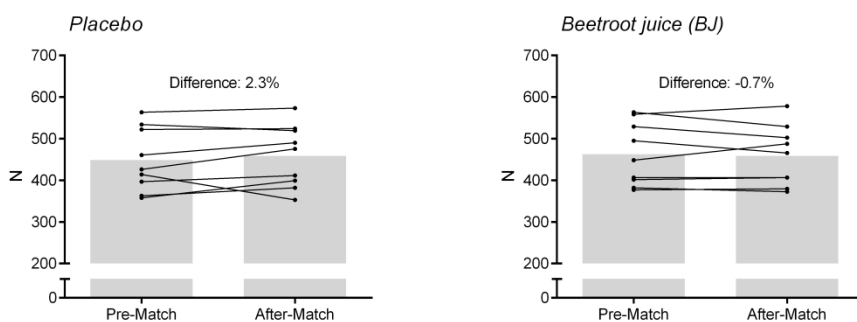 Placebo
700
600
500
400
300
200
0
N
Difference: 2.3%
Pre-Match
After-Match
Beetroot juice (BJ)
700
600
500
400
300
200
0
N
Difference: -0.7%
Pre-Match
After-Match